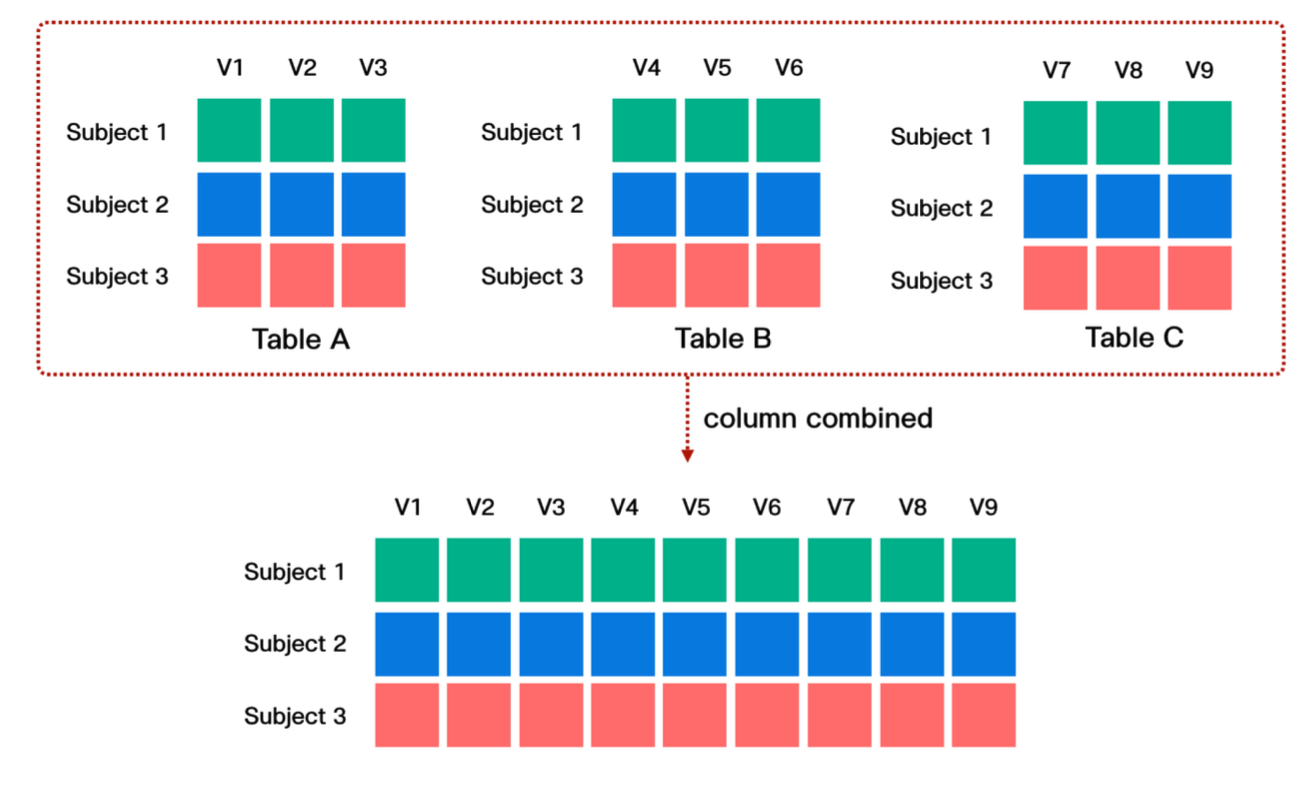 V1 V2 V3
Subject 1
Subject 2
Subject 3
Table A
V4 V5 V6
Subject 1
Subject 2
Subject 3
Table B
V7 V8 V9
Subject 1
Subject 2
Subject 3
Table C
column combined
V1 V2 V3 V4 V5 V6 V7 V8 V9
Subject 1
Subject 2
Subject 3